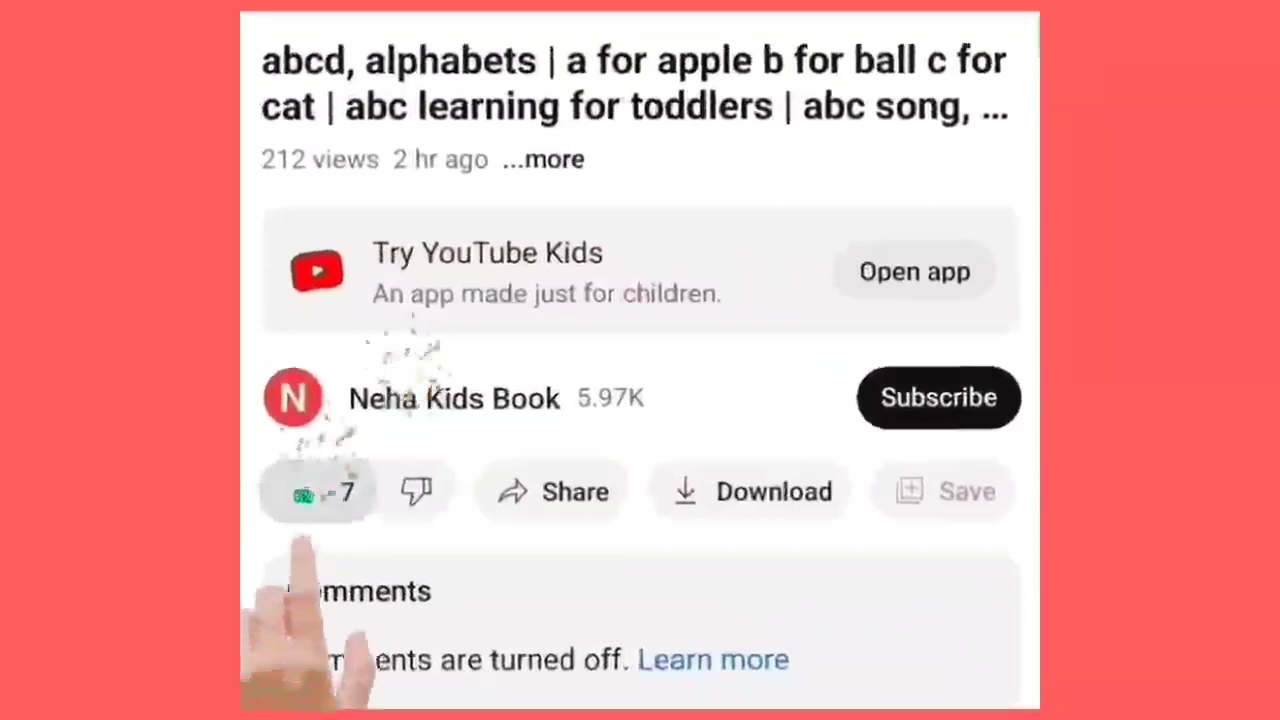 abcd, alphabets | a for apple b for ball c for
cat | abc learning for toddlers | abc song, ...
212 views 2 hr ago ...more
Try YouTube Kids
An app made just for children.
Open app
N Neha Kids Book 5.97K Subscribe
7 Share Download Save
omments
ents are turned off. Learn more